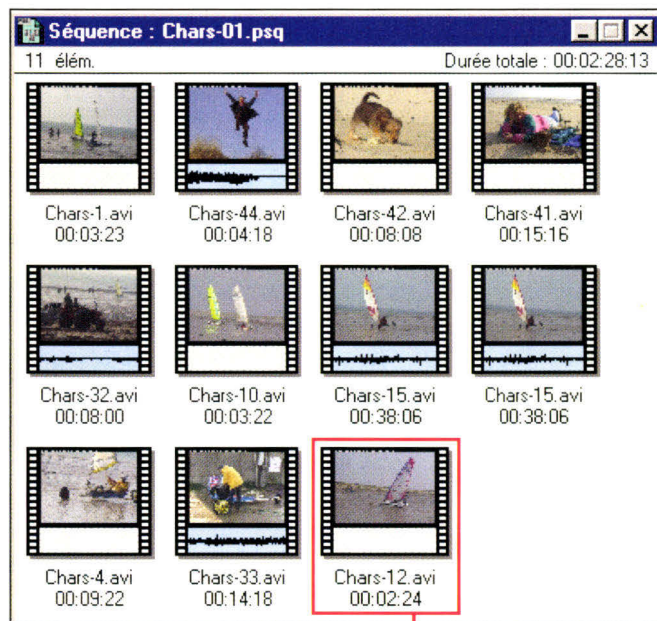 Séquence : Chars-01.psq
11 élém. Durée totale : 00:02:28:13
Chars-1.avi Chars-44.avi Chars-42.avi Chars-41.avi
00:03:23 00:04:18 00:08:08 00:15:16
Chars-32.avi Chars-10.avi Chars-15.avi Chars-15.avi
00:08:00 00:03:22 00:38:06 00:38:06
Chars-4.avi Chars-33.avi Chars-12.avi
00:09:22 00:14:18 00:02:24